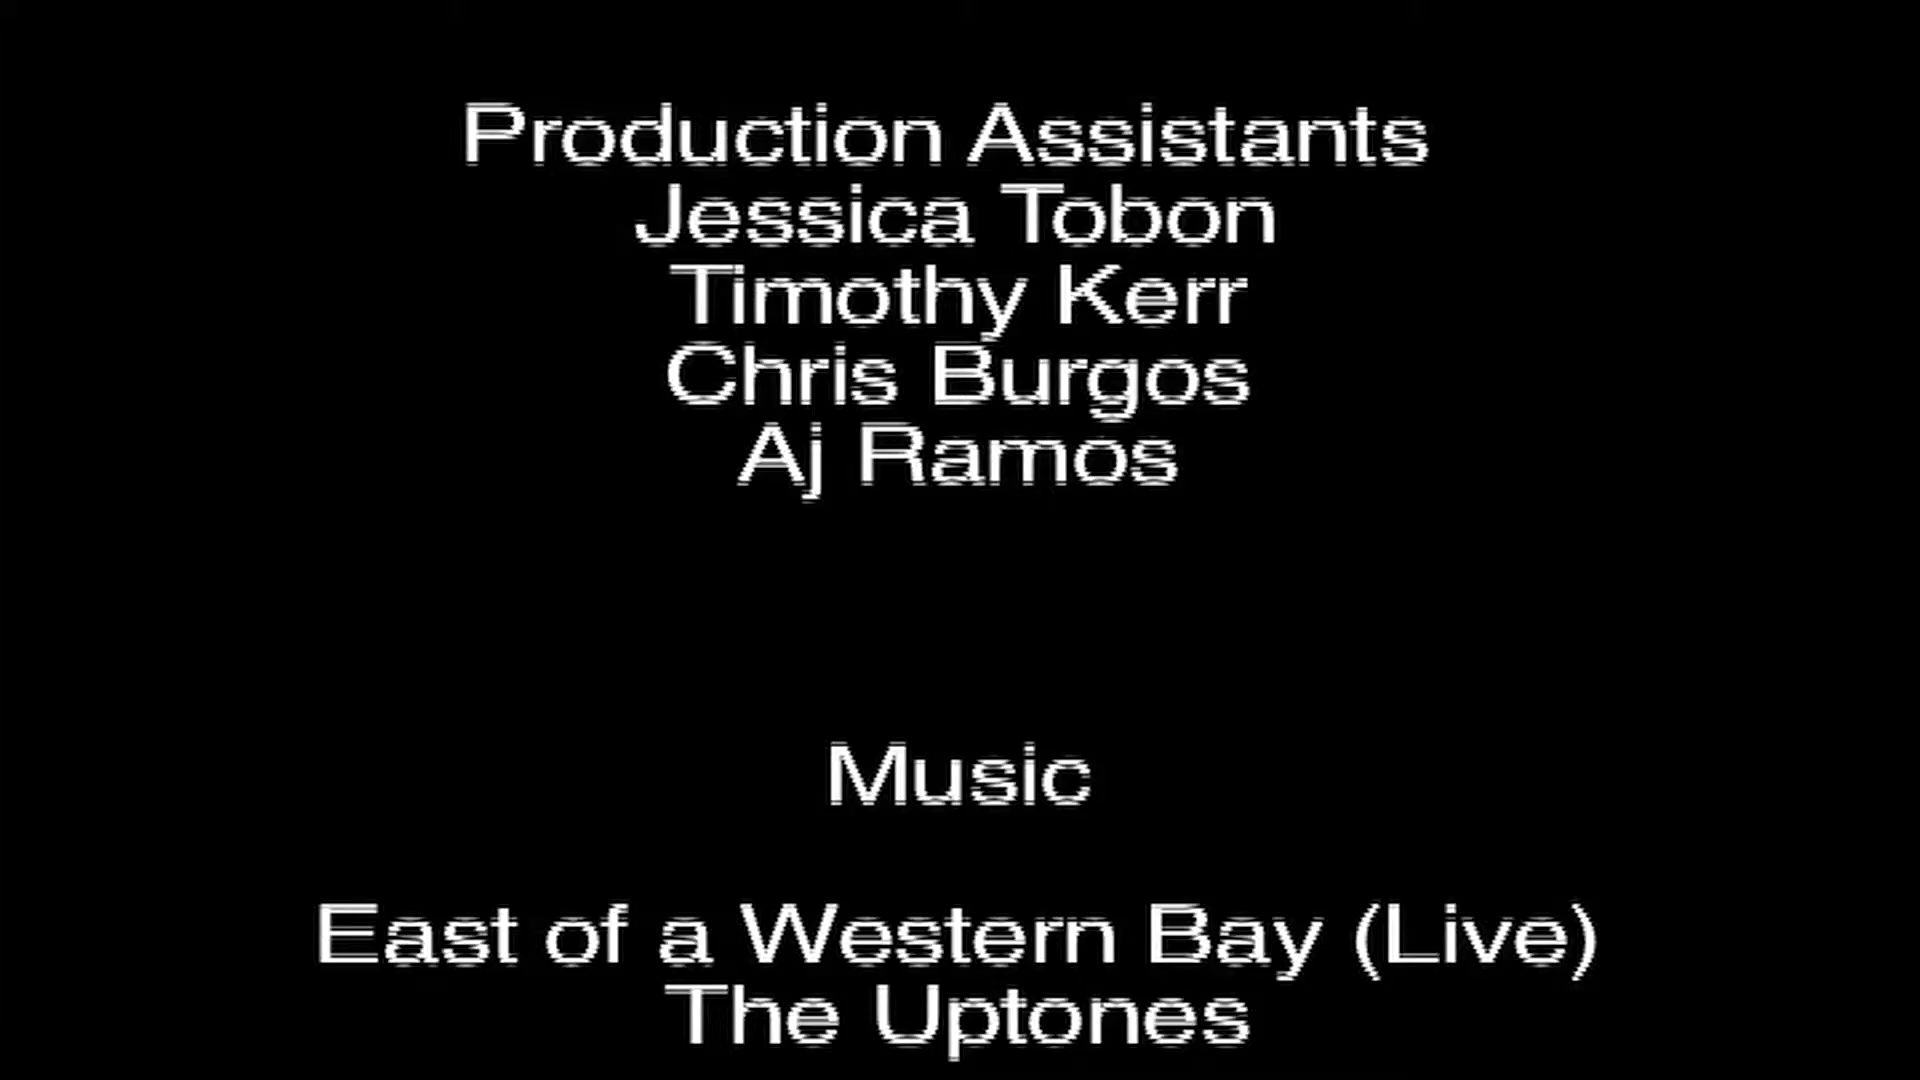 Production Assistants
Jessica Tobon
Timothy Kerr
Chris Burgos
Aj Ramos
Music
East of a Western Bay (Live)
The Uptones